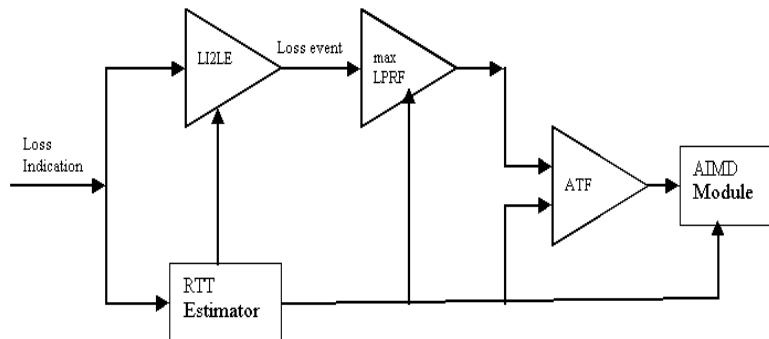 LI2LE
Loss event
max
LPRF
Loss
Indication
ATF
AIMD
Module
RTT
Estimator